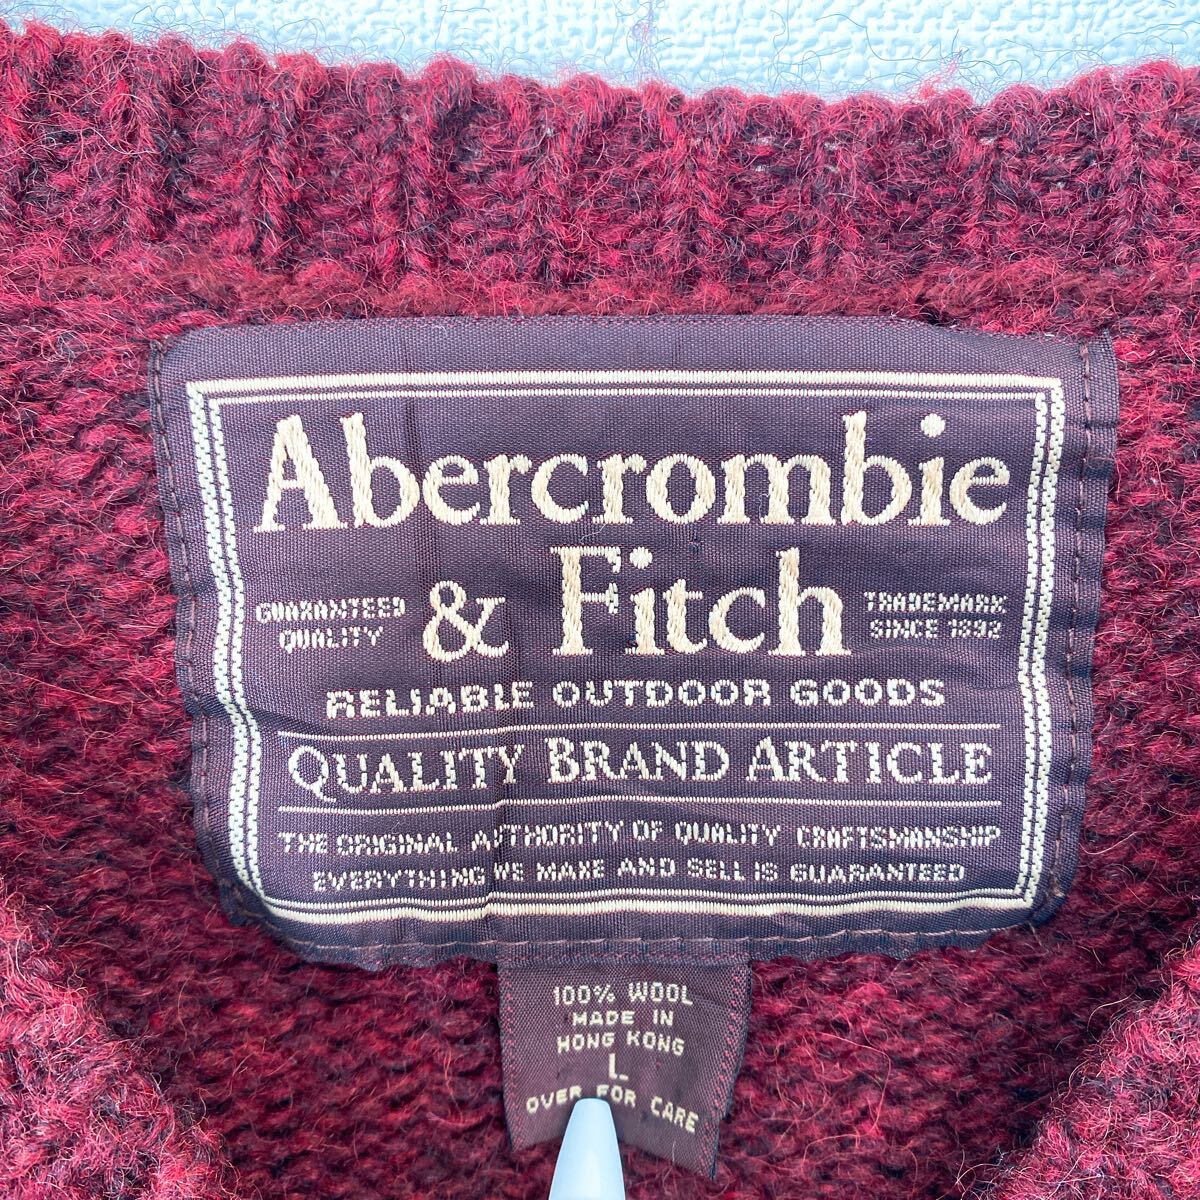 Abercrombie
& Fitch
GUARANTEED
QUALITY
TRADEMARK
SINCE 1892
RELIABLE OUTDOOR GOODS
QUALITY BRAND ARTICLE
THE ORIGINAL AUTHORITY OF QUALITY CRAFTSMANSHIP
EVERYTHING WE MAKE AND SELL IS GUARANTEED
100% WOOL
MADE IN
HONG KONG
L
OVER FOR CARE